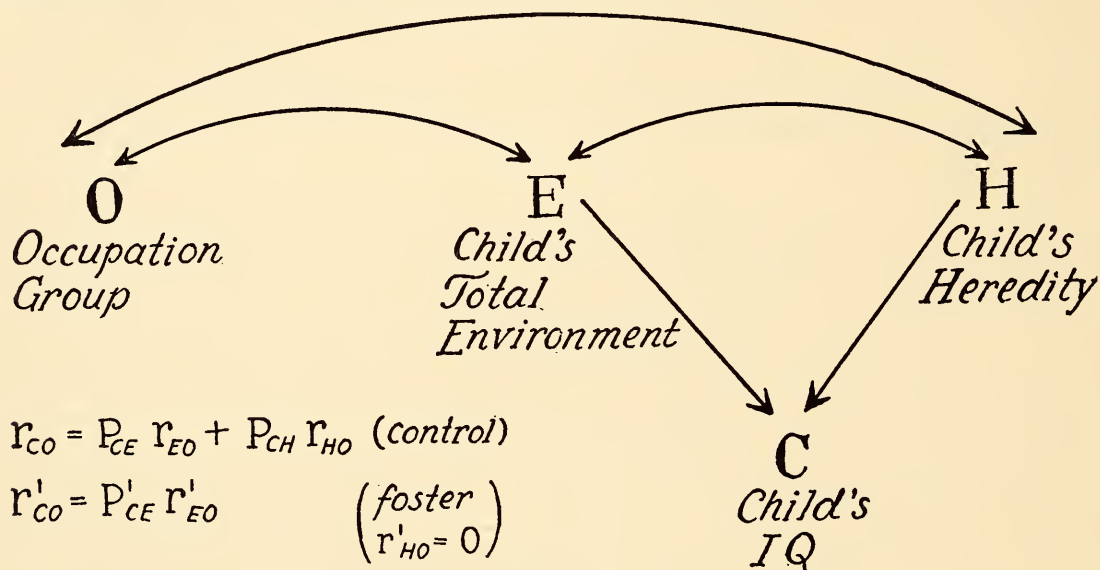 O
Occupation
Group
E
Child's
Total
Environment
H
Child's
Heredity
r_CO = P_CE r_EO + P_CH r_HO (control)
r'_CO = P'_CE r'_EO (foster
r'_HO = 0)
C
Child's
IQ